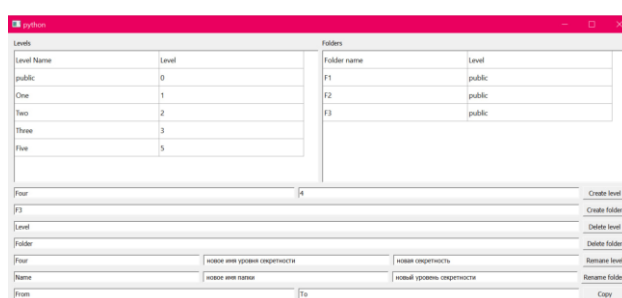 python
Levels Folders
Level Name Level Folder name Level
public 0 F1 public
One 1 F2 public
Two 2 F3 public
Three 3
Five 5
Four 4 Create level
F3 Create folder
Level Delete level
Folder Delete folder
Four новое имя уровня секретности новая секретность Remane level
Name новое имя папки новый уровень секретности Rename folder
From To Copy